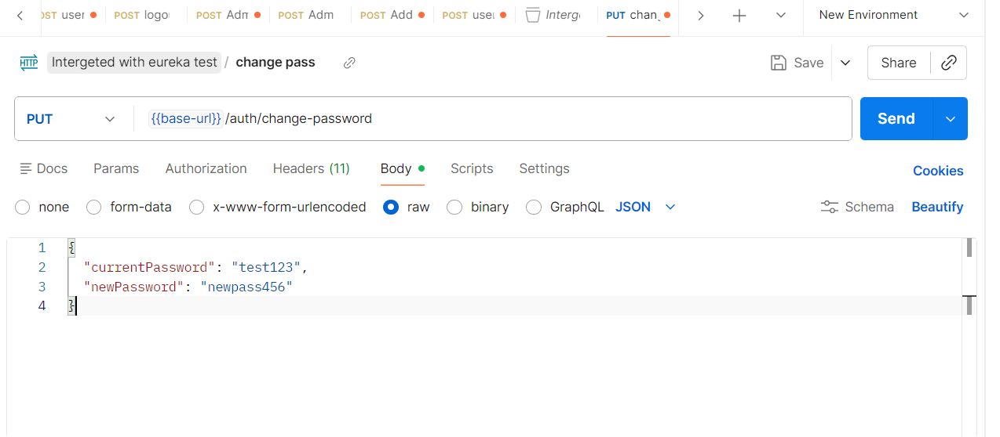 POST user POST logo POST Adm POST Adm POST Add POST use PUT chan New Environment
HTTP Intergeted with eureka test / change pass Save Share
PUT {{base-url}}/auth/change-password Send
Docs Params Authorization Headers (11) Body Scripts Settings Cookies
none form-data x-www-form-urlencoded raw binary GraphQL JSON Schema Beautify
1 {
2 "currentPassword": "test123",
3 "newPassword": "newpass456"
4 }